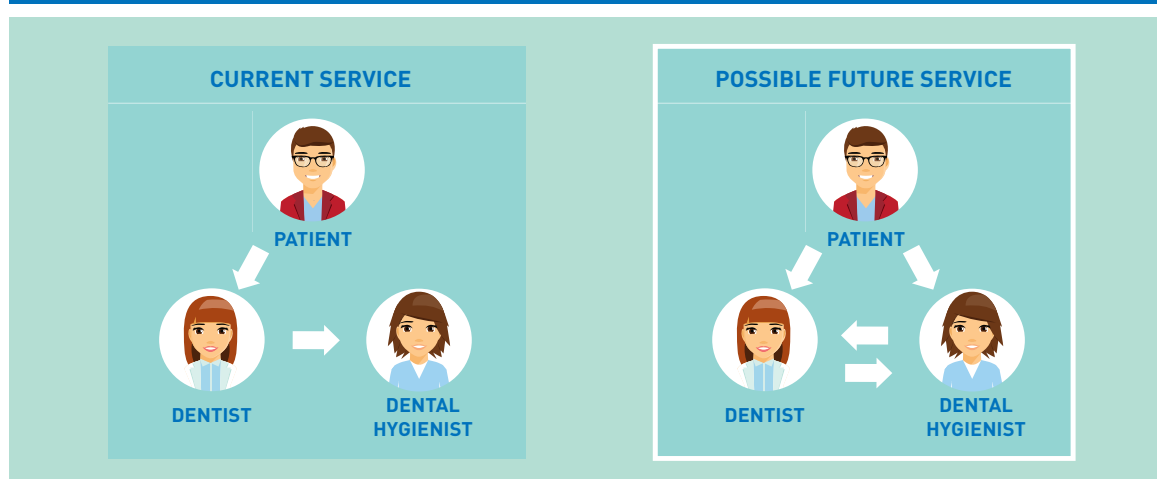 CURRENT SERVICE
PATIENT
DENTIST
DENTAL
HYGIENIST
POSSIBLE FUTURE SERVICE
PATIENT
DENTIST
DENTAL
HYGIENIST